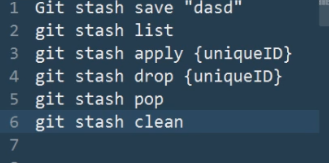 1 Git stash save "dasd"
2 git stash list
3 git stash apply {uniqueID}
4 git stash drop {uniqueID}
5 git stash pop
6 git stash clean
7